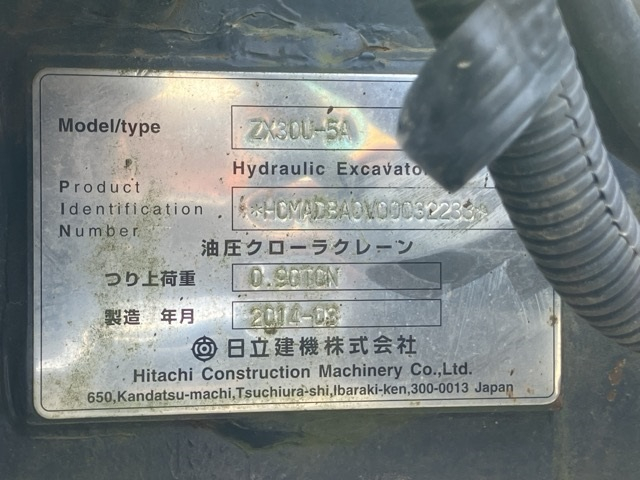 Model/type ZX30U-5A
Hydraulic Excavato
Product
Identification
Number
油圧クローラクレーン
つり上荷重 0.90TON
製造 年月 2014-03
日立建機株式会社
Hitachi Construction Machinery Co.,Ltd.
650,Kandatsu-machi,Tsuchiura-shi,Ibaraki-ken,300-0013 Japan